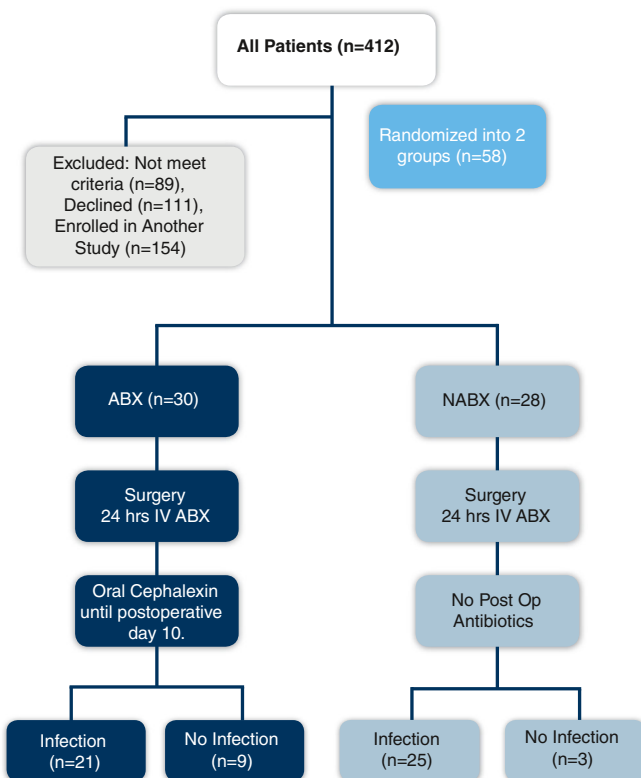 All Patients (n=412)
Randomized into 2
groups (n=58)
Excluded: Not meet
criteria (n=89),
Declined (n=111),
Enrolled in Another
Study (n=154)
ABX (n=30)
NABX (n=28)
Surgery
24 hrs IV ABX
Surgery
24 hrs IV ABX
Oral Cephalexin
until postoperative
day 10.
No Post Op
Antibiotics
Infection
(n=21)
No Infection
(n=9)
Infection
(n=25)
No Infection
(n=3)